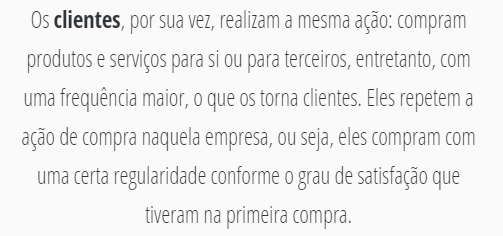 Os clientes, por sua vez, realizam a mesma ação: compram
produtos e serviços para si ou para terceiros, entretanto, com
uma frequência maior, o que os torna clientes. Eles repetem a
ação de compra naquela empresa, ou seja, eles compram com
uma certa regularidade conforme o grau de satisfação que
tiveram na primeira compra.